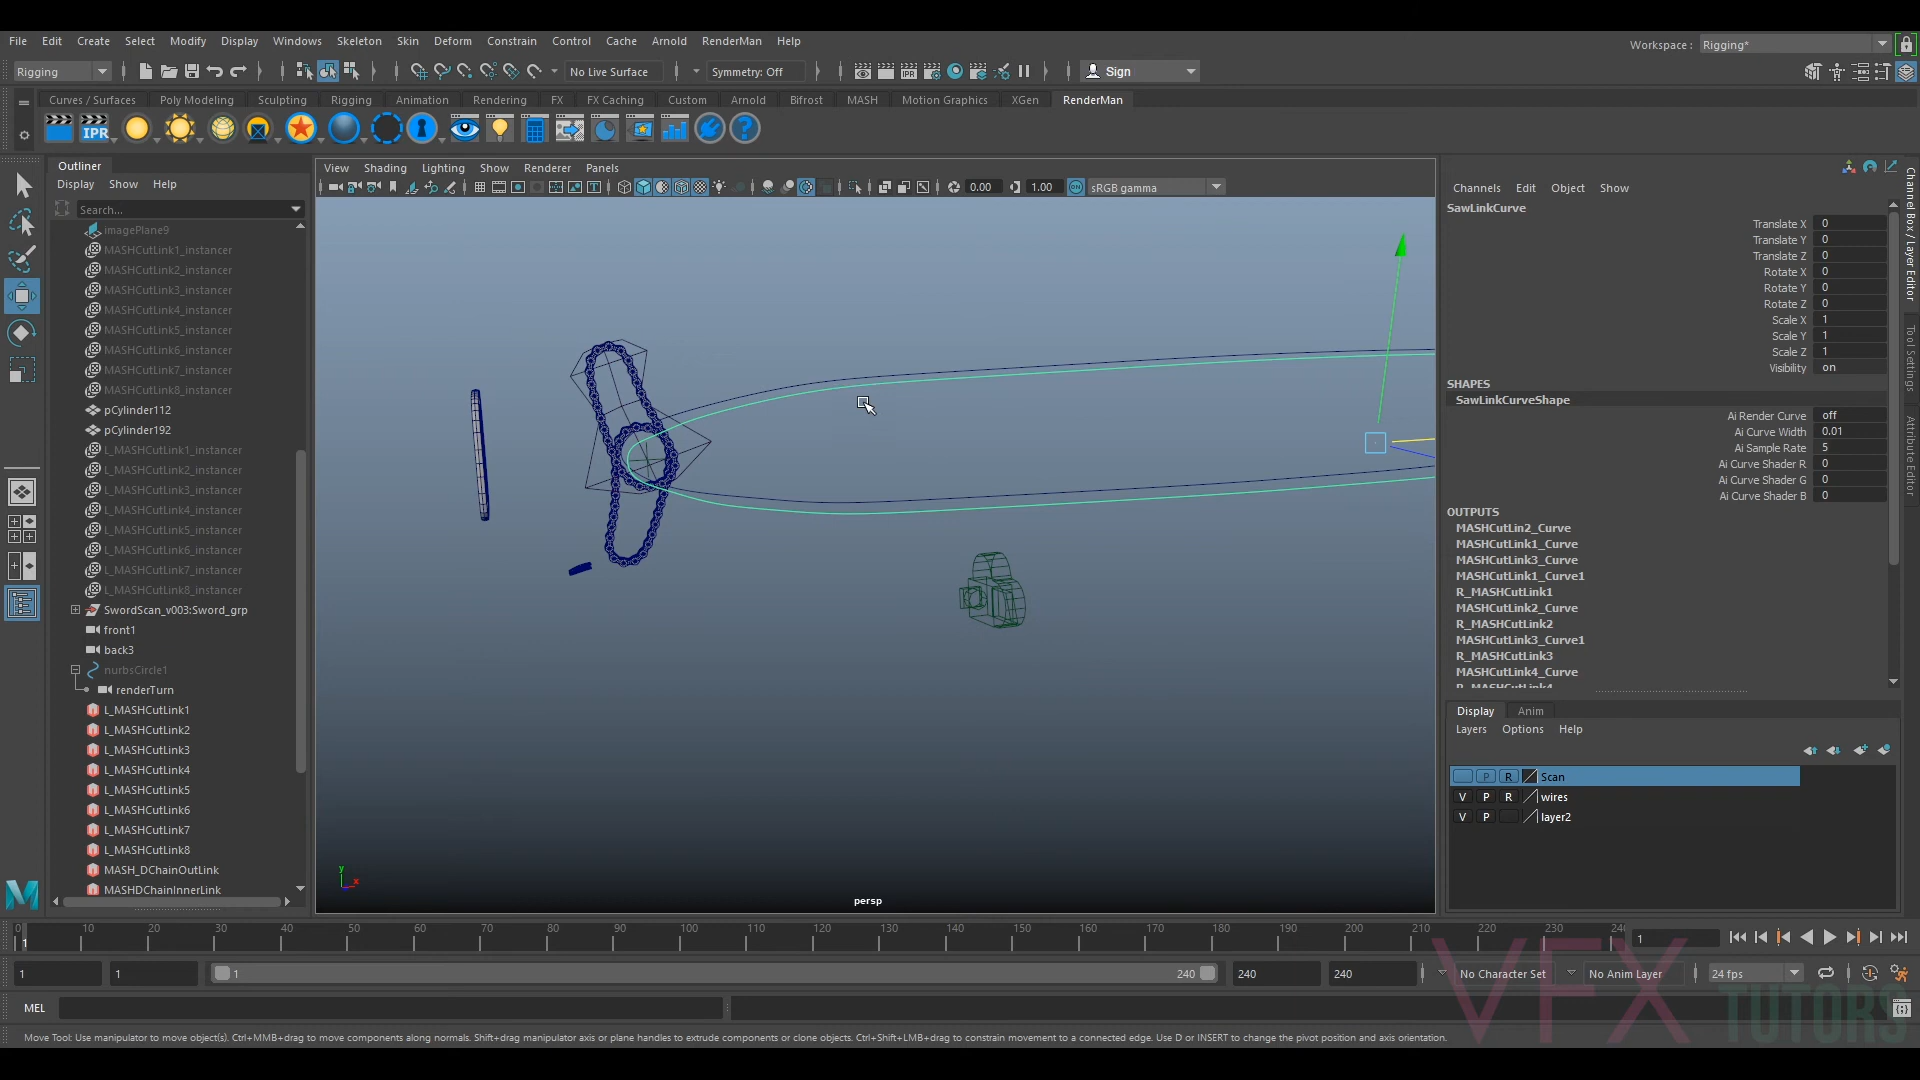 File Edit Create Select Modify Display Windows Skeleton Skin Deform Constrain Control Cache Arnold RenderMan Help
Workspace : Rigging*
Rigging No Live Surface Symmetry: Off Sign
Curves / Surfaces Poly Modeling Sculpting Rigging Animation Rendering FX FX Caching Custom Arnold Bifrost MASH Motion Graphics XGen RenderMan
IPR
Outliner
Display Show Help
Search...
imagePlane9
MASHCutLink1_instancer
MASHCutLink2_instancer
MASHCutLink3_instancer
MASHCutLink4_instancer
MASHCutLink5_instancer
MASHCutLink6_instancer
MASHCutLink7_instancer
MASHCutLink8_instancer
pCylinder112
pCylinder192
L_MASHCutLink1_instancer
L_MASHCutLink2_instancer
L_MASHCutLink3_instancer
L_MASHCutLink4_instancer
L_MASHCutLink5_instancer
L_MASHCutLink6_instancer
L_MASHCutLink7_instancer
L_MASHCutLink8_instancer
SwordScan_v003:Sword_grp
front1
back3
nurbsCircle1
renderTurn
L_MASHCutLink1
L_MASHCutLink2
L_MASHCutLink3
L_MASHCutLink4
L_MASHCutLink5
L_MASHCutLink6
L_MASHCutLink7
L_MASHCutLink8
MASH_DChainOutLink
MASHDChainInnerLink
View Shading Lighting Show Renderer Panels
0.00 1.00 ON sRGB gamma
y
x
persp
Channels Edit Object Show
SawLinkCurve
Translate X 0
Translate Y 0
Translate Z 0
Rotate X 0
Rotate Y 0
Rotate Z 0
Scale X 1
Scale Y 1
Scale Z 1
Visibility on
SHAPES
SawLinkCurveShape
Ai Render Curve off
Ai Curve Width 0.01
Ai Sample Rate 5
Ai Curve Shader R 0
Ai Curve Shader G 0
Ai Curve Shader B 0
OUTPUTS
MASHCutLin2_Curve
MASHCutLink1_Curve
MASHCutLink3_Curve
MASHCutLink1_Curve1
R_MASHCutLink1
MASHCutLink2_Curve
R_MASHCutLink2
MASHCutLink3_Curve1
R_MASHCutLink3
MASHCutLink4_Curve
R_MASHCutLink4
Channel Box / Layer Editor
Tool Settings
Attribute Editor
Display Anim
Layers Options Help
P R Scan
V P R wires
V P layer2
0 10 20 30 40 50 60 70 80 90 100 110 120 130 140 150 160 170 180 190 200 210 220 230 240
1
1
1 1 1 240 240 240 No Character Set No Anim Layer 24 fps
MEL
VFX TUTORS
Move Tool: Use manipulator to move object(s). Ctrl+MMB+drag to move components along normals. Shift+drag manipulator axis or plane handles to extrude components or clone objects. Ctrl+Shift+LMB+drag to constrain movement to a connected edge. Use D or INSERT to change the pivot position and axis orientation.